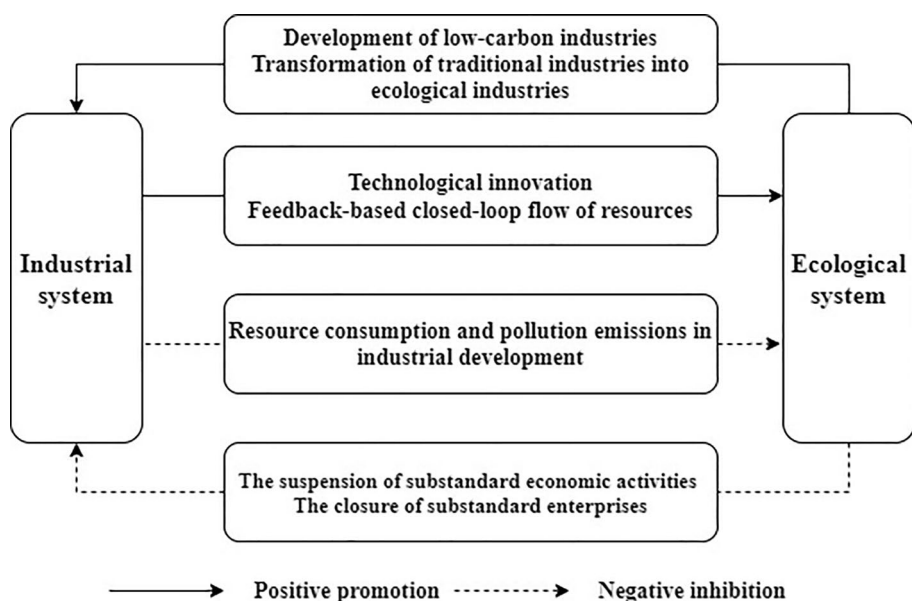 Development of low-carbon industries
Transformation of traditional industries into
ecological industries
Technological innovation
Feedback-based closed-loop flow of resources
Industrial
system
Ecological
system
Resource consumption and pollution emissions in
industrial development
The suspension of substandard economic activities
The closure of substandard enterprises
Positive promotion
Negative inhibition